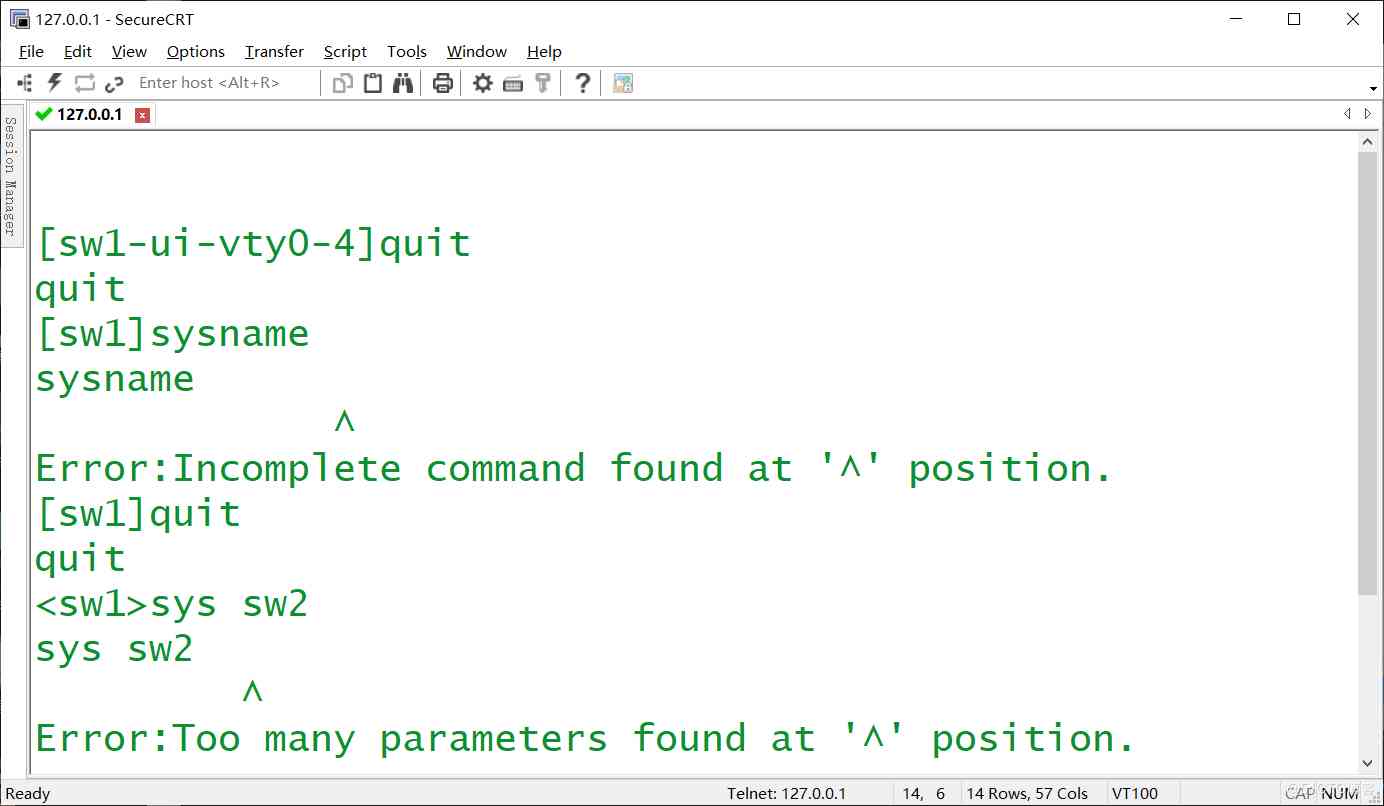 127.0.0.1 - SecureCRT
File Edit View Options Transfer Script Tools Window Help
Enter host <Alt+R>
127.0.0.1
Session Manager
[sw1-ui-vty0-4]quit
quit
[sw1]sysname
sysname
^
Error:Incomplete command found at '^' position.
[sw1]quit
quit
<sw1>sys sw2
sys sw2
^
Error:Too many parameters found at '^' position.
Ready Telnet: 127.0.0.1 14, 6 14 Rows, 57 Cols VT100 CAP NUM